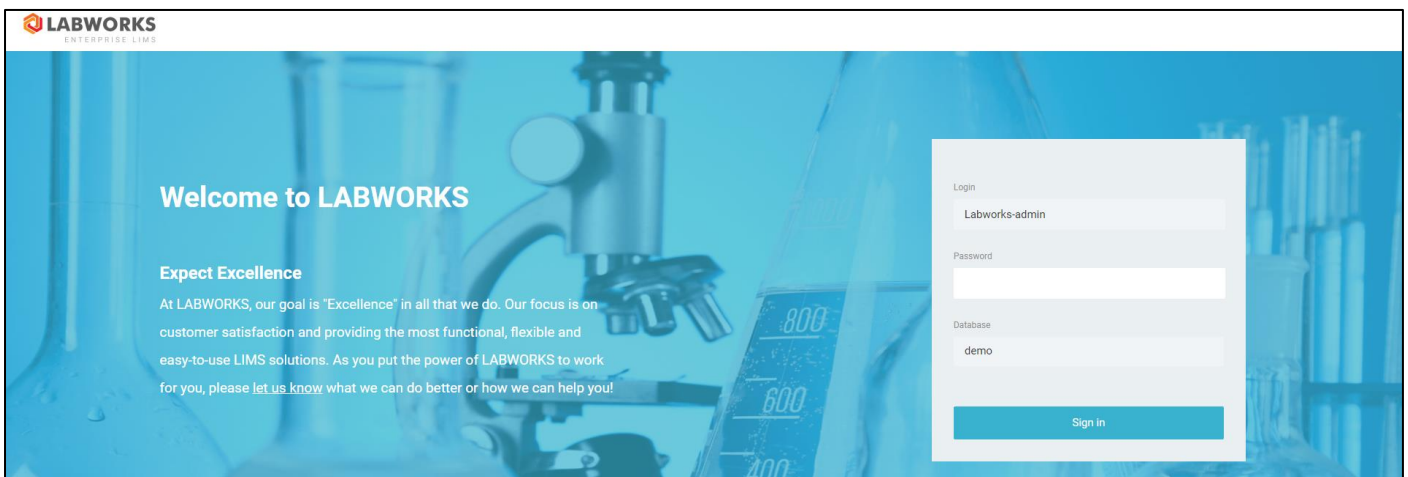 LABWORKS
ENTERPRISE LIMS
Welcome to LABWORKS
Expect Excellence
At LABWORKS, our goal is "Excellence" in all that we do. Our focus is on
customer satisfaction and providing the most functional, flexible and
easy-to-use LIMS solutions. As you put the power of LABWORKS to work
for you, please let us know what we can do better or how we can help you!
Login
Labworks-admin
Password
Database
demo
Sign in
800
600
400